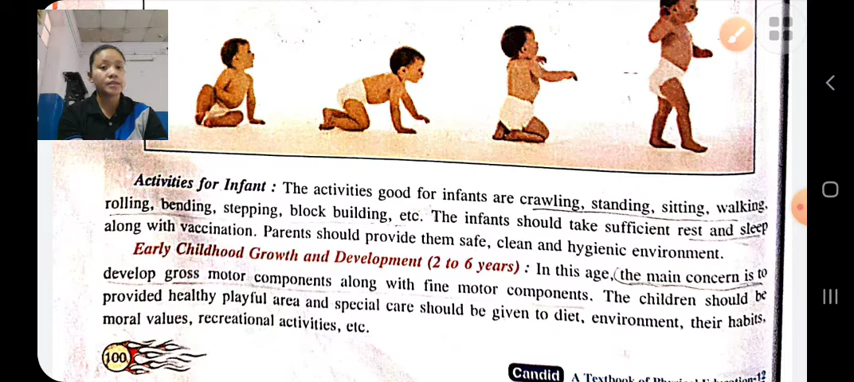 Activities for Infant : The activities good for infants are crawling, standing, sitting, walking,
rolling, bending, stepping, block building, etc. The infants should take sufficient rest and sleep
along with vaccination. Parents should provide them safe, clean and hygienic environment.
Early Childhood Growth and Development (2 to 6 years) : In this age, the main concern is to
develop gross motor components along with fine motor components. The children should be
provided healthy playful area and special care should be given to diet, environment, their habits,
moral values, recreational activities, etc.
100
Candid A Textbook of